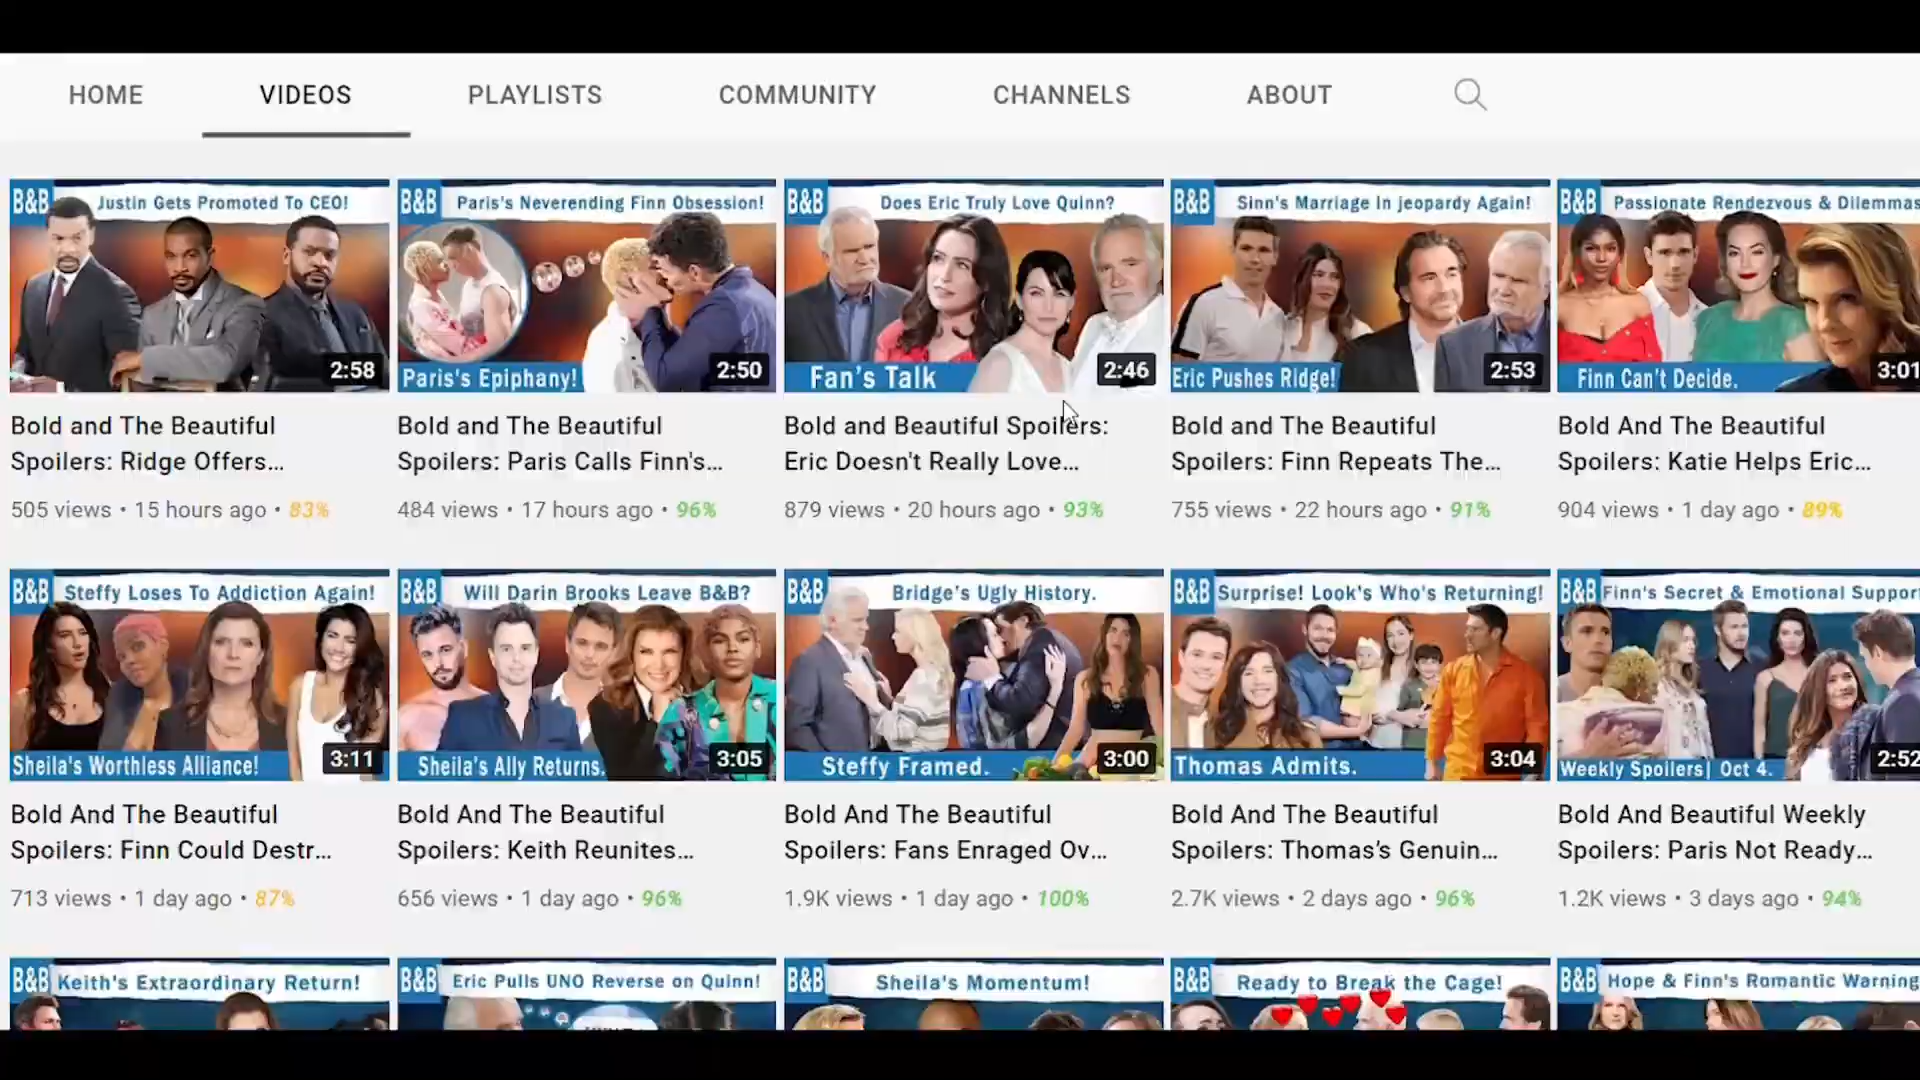 HOME VIDEOS PLAYLISTS COMMUNITY CHANNELS ABOUT
B&B Justin Gets Promoted To CEO!
2:58
Bold and The Beautiful
Spoilers: Ridge Offers...
505 views • 15 hours ago • 83%
B&B Paris's Neverending Finn Obsession!
Paris's Epiphany!
2:50
Bold and The Beautiful
Spoilers: Paris Calls Finn's...
484 views • 17 hours ago • 96%
B&B Does Eric Truly Love Quinn?
Fan's Talk
2:46
Bold and Beautiful Spoilers:
Eric Doesn't Really Love...
879 views • 20 hours ago • 93%
B&B Sinn's Marriage In jeopardy Again!
Eric Pushes Ridge!
2:53
Bold and The Beautiful
Spoilers: Finn Repeats The...
755 views • 22 hours ago • 91%
B&B Passionate Rendezvous & Dilemmas
Finn Can't Decide.
3:01
Bold And The Beautiful
Spoilers: Katie Helps Eric...
904 views • 1 day ago • 89%
B&B Steffy Loses To Addiction Again!
Sheila's Worthless Alliance!
3:11
Bold And The Beautiful
Spoilers: Finn Could Destr...
713 views • 1 day ago • 87%
B&B Will Darin Brooks Leave B&B?
Sheila's Ally Returns.
3:05
Bold And The Beautiful
Spoilers: Keith Reunites...
656 views • 1 day ago • 96%
B&B Bridge's Ugly History.
Steffy Framed.
3:00
Bold And The Beautiful
Spoilers: Fans Enraged Ov...
1.9K views • 1 day ago • 100%
B&B Surprise! Look's Who's Returning!
Thomas Admits.
3:04
Bold And The Beautiful
Spoilers: Thomas's Genuin...
2.7K views • 2 days ago • 96%
B&B Finn's Secret & Emotional Suppor
Weekly Spoilers| Oct 4.
2:52
Bold And Beautiful Weekly
Spoilers: Paris Not Ready...
1.2K views • 3 days ago • 94%
B&B Keith's Extraordinary Return!
B&B Eric Pulls UNO Reverse on Quinn!
B&B Sheila's Momentum!
B&B Ready to Break the Cage!
B&B Hope & Finn's Romantic Warning